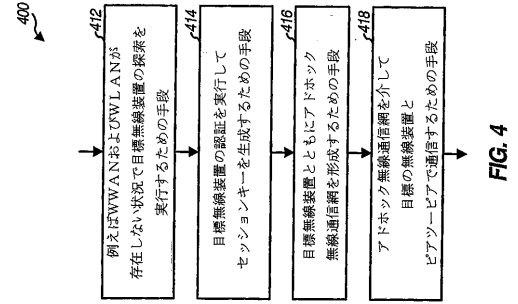 400
412
例えばWWANおよびWLANが
存在しない状況で目標無線装置の探索を
実行するための手段
414
目標無線装置の認証を実行して
セッションキーを生成するための手段
416
目標無線装置とともにアドホック
無線通信網を形成するための手段
418
アドホック無線通信網を介して
目標の無線装置と
ピアツーピアで通信するための手段
FIG. 4